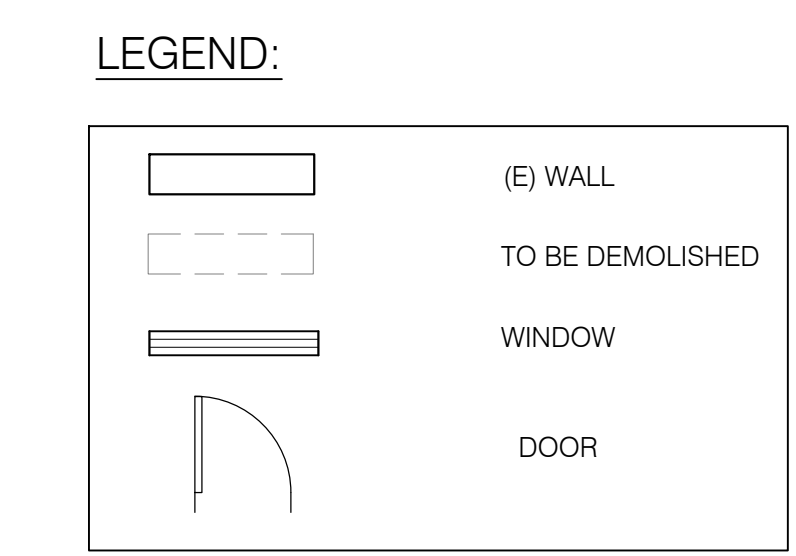 LEGEND:
(E) WALL
TO BE DEMOLISHED
WINDOW
DOOR